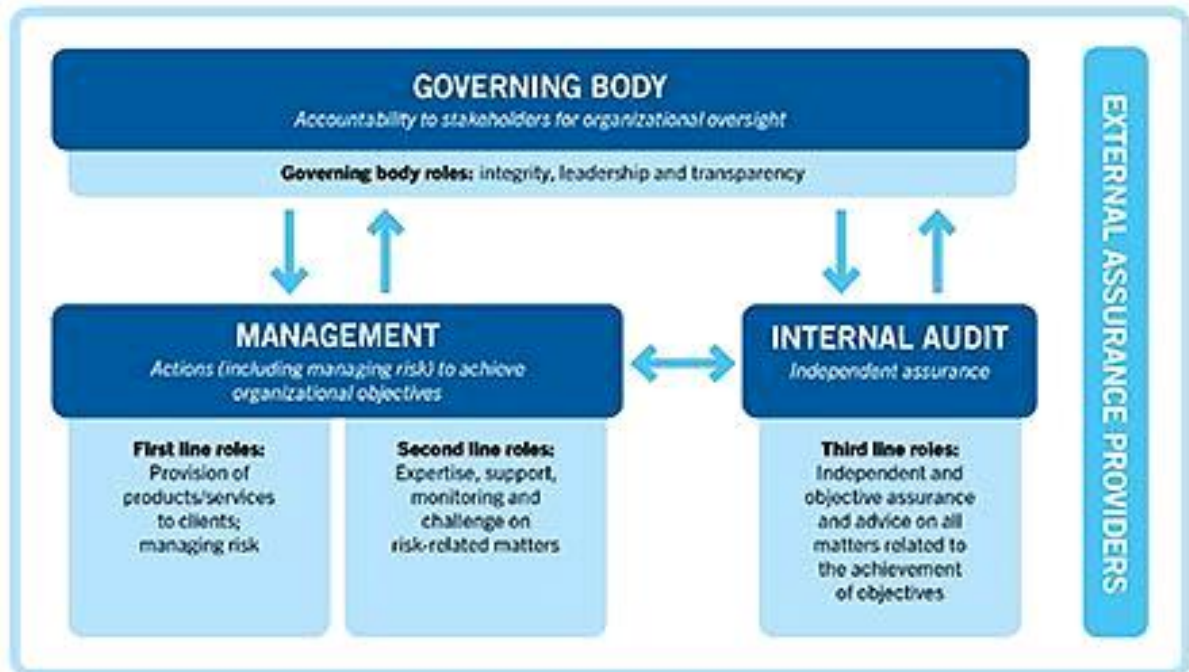 GOVERNING BODY
Accountability to stakeholders for organizational oversight
Governing body roles: integrity, leadership and transparency
MANAGEMENT
Actions (including managing risk) to achieve
organizational objectives
First line roles:
Provision of
products/services
to clients;
managing risk
Second line roles:
Expertise, support,
monitoring and
challenge on
risk-related matters
INTERNAL AUDIT
Independent assurance
Third line roles:
Independent and
objective assurance
and advice on all
matters related to
the achievement
of objectives
EXTERNAL ASSURANCE PROVIDERS